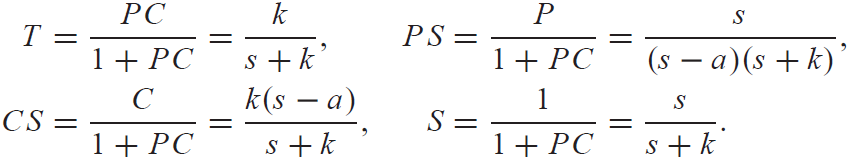 T = PC / (1 + PC) = k / (s + k), PS = P / (1 + PC) = s / ((s − a)(s + k)),
CS = C / (1 + PC) = k(s − a) / (s + k), S = 1 / (1 + PC) = s / (s + k).